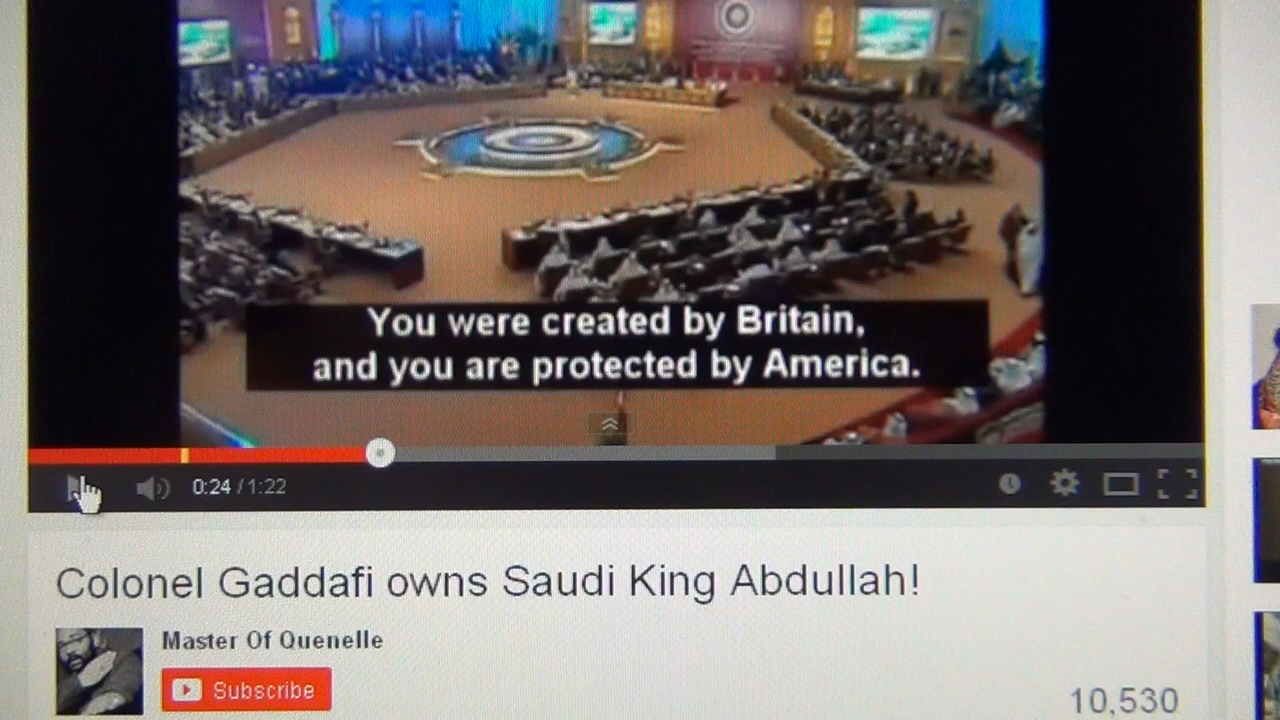 You were created by Britain,
and you are protected by America.
0:24 / 1:22
Colonel Gaddafi owns Saudi King Abdullah!
Master Of Quenelle
Subscribe
10,530